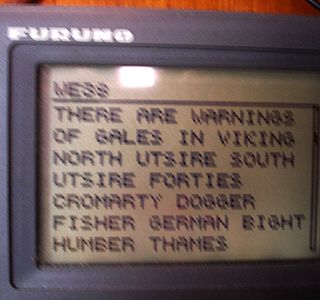 FURUNO
WE38
THERE ARE WARNINGS
OF GALES IN VIKING
NORTH UTSIRE SOUTH
UTSIRE FORTIES
CROMARTY DOGGER
FISHER GERMAN BIGHT
HUMBER THAMES